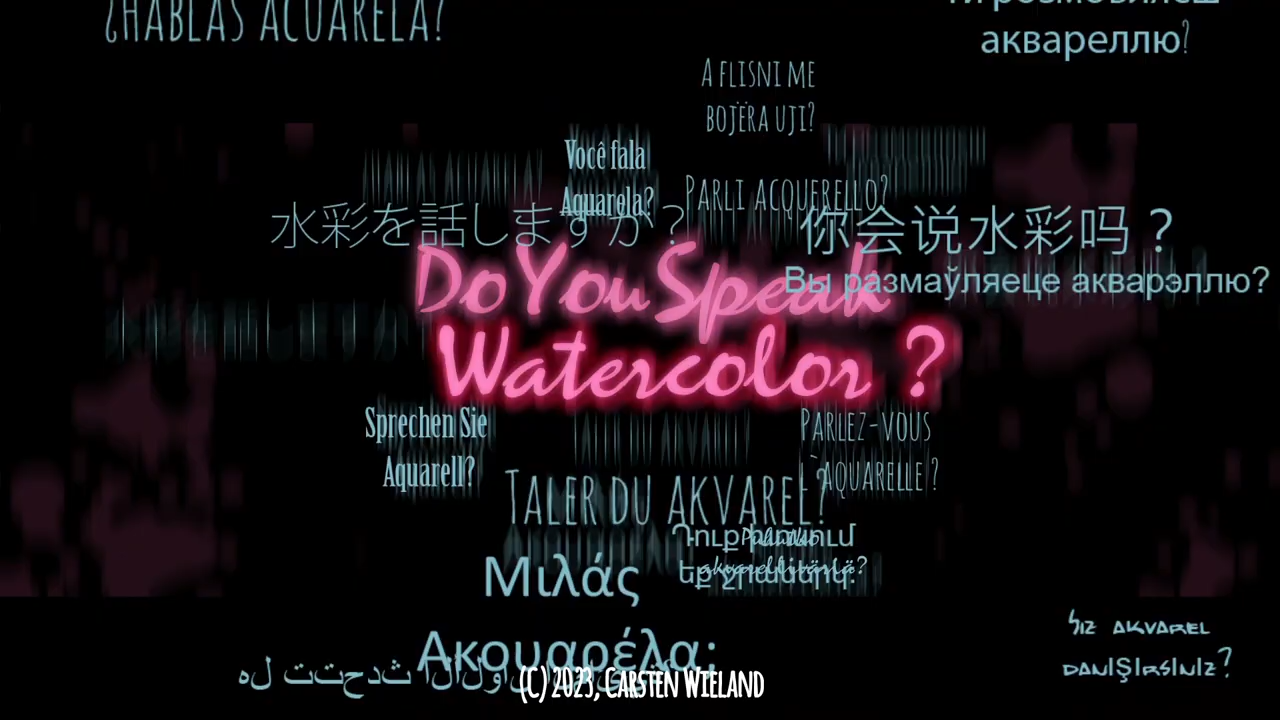 ¿HABLAS ACUARELA?
аквареллю?
A FLISNI ME
BOJËRA UJI?
Você fala
Aquarela?
PARLI ACQUERELLO?
水彩を話しますか？
你会说水彩吗？
Вы размаўляеце акварэллю?
Do You Speak
Watercolor ?
Sprechen Sie
Aquarell?
PARLEZ-VOUS
L`AQUARELLE ?
TALER DU AKVAREL?
Μιλάς
Ακουαρέλα;
SIZ AKVAREL
DANIŞIRSINIZ?
(C) 2023, CARSTEN WIELAND